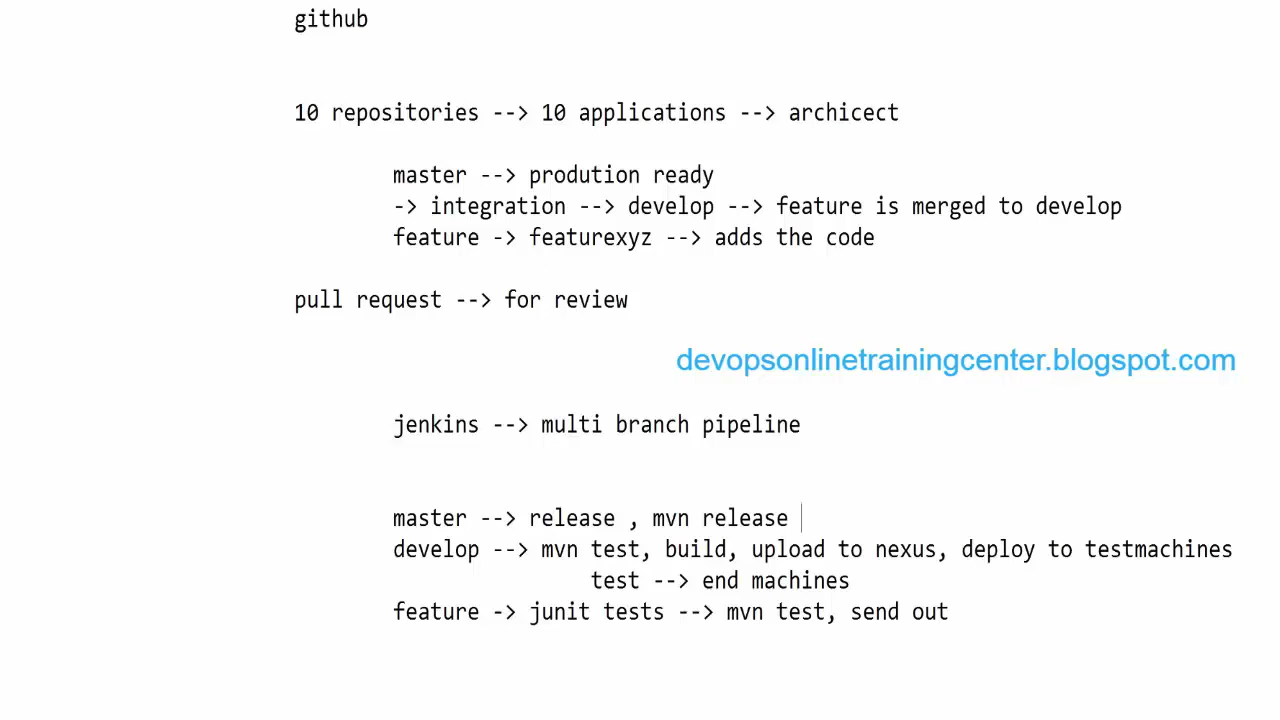 github
10 repositories --> 10 applications --> archicect
master --> prodution ready
-> integration --> develop --> feature is merged to develop
feature -> featurexyz --> adds the code
pull request --> for review
devopsonlinetrainingcenter.blogspot.com
jenkins --> multi branch pipeline
master --> release , mvn release
develop --> mvn test, build, upload to nexus, deploy to testmachines
test --> end machines
feature -> junit tests --> mvn test, send out